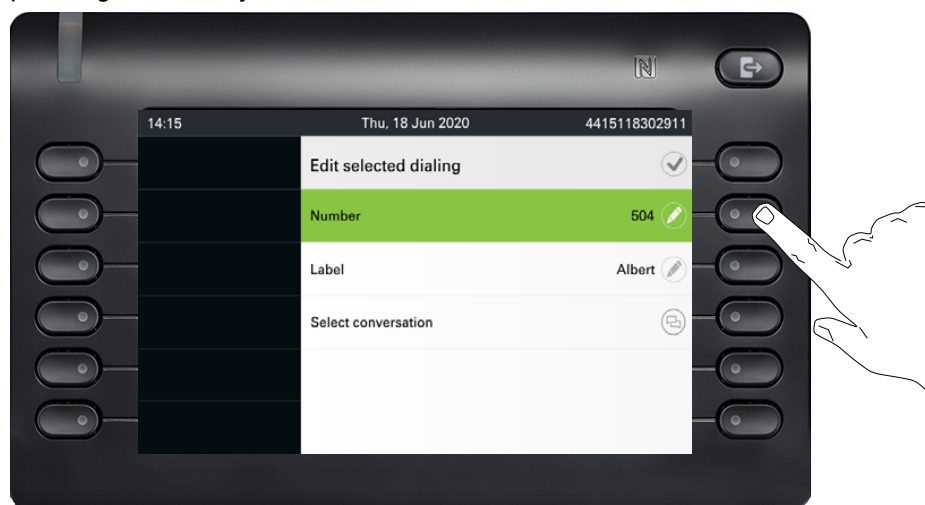 14:15 Thu, 18 Jun 2020 4415118302911
Edit selected dialing
Number 504
Label Albert
Select conversation